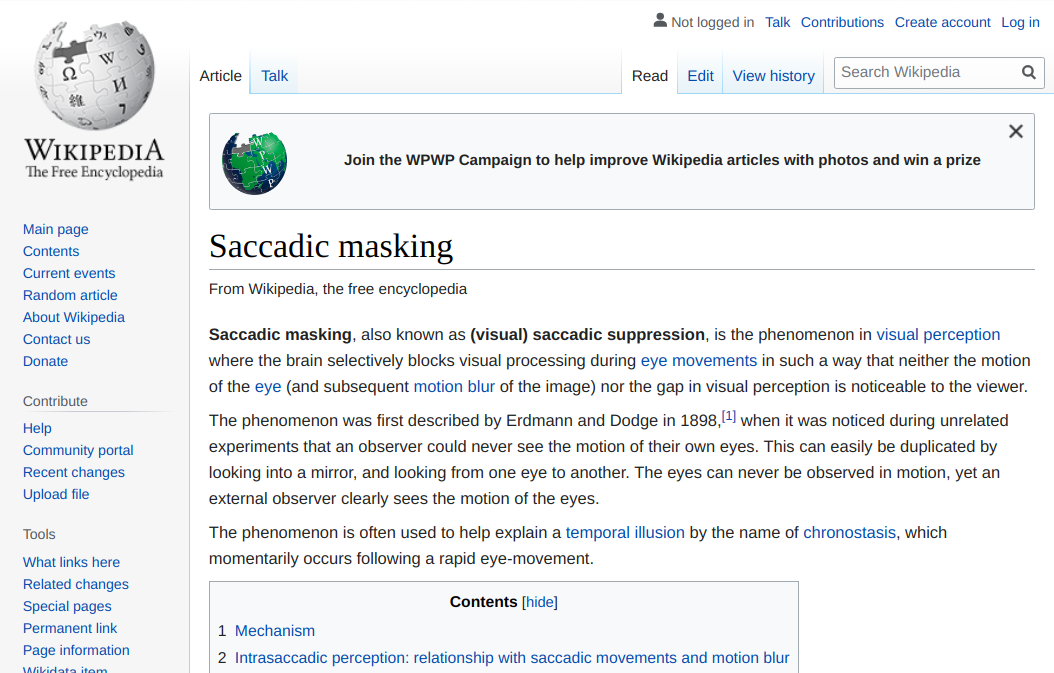 Not logged in Talk Contributions Create account Log in
Article Talk Read Edit View history Search Wikipedia
WIKIPEDIA
The Free Encyclopedia
Main page
Contents
Current events
Random article
About Wikipedia
Contact us
Donate
Contribute
Help
Community portal
Recent changes
Upload file
Tools
What links here
Related changes
Special pages
Permanent link
Page information
Wikidata item
Join the WPWP Campaign to help improve Wikipedia articles with photos and win a prize
Saccadic masking
From Wikipedia, the free encyclopedia
Saccadic masking, also known as (visual) saccadic suppression, is the phenomenon in visual perception
where the brain selectively blocks visual processing during eye movements in such a way that neither the motion
of the eye (and subsequent motion blur of the image) nor the gap in visual perception is noticeable to the viewer.
The phenomenon was first described by Erdmann and Dodge in 1898,[1] when it was noticed during unrelated
experiments that an observer could never see the motion of their own eyes. This can easily be duplicated by
looking into a mirror, and looking from one eye to another. The eyes can never be observed in motion, yet an
external observer clearly sees the motion of the eyes.
The phenomenon is often used to help explain a temporal illusion by the name of chronostasis, which
momentarily occurs following a rapid eye-movement.
Contents [hide]
1 Mechanism
2 Intrasaccadic perception: relationship with saccadic movements and motion blur